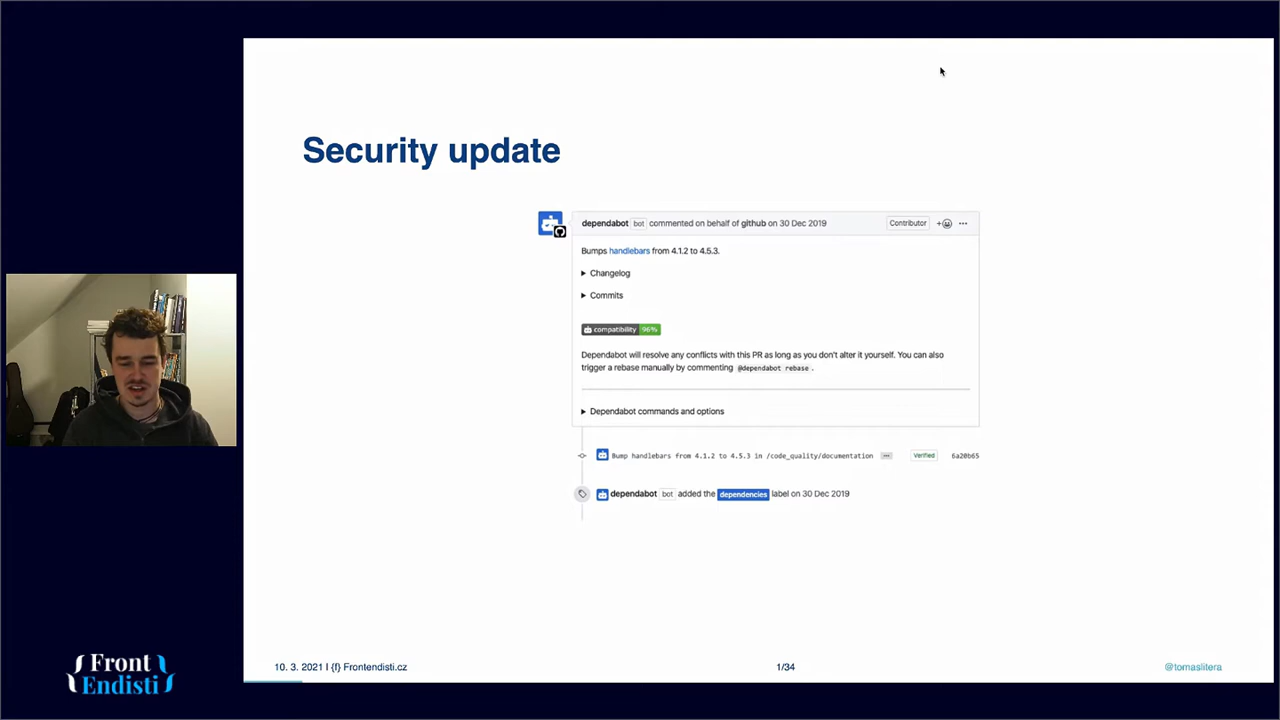 Security update
dependabot bot commented on behalf of github on 30 Dec 2019
Contributor
Bumps handlebars from 4.1.2 to 4.5.3.
Changelog
Commits
compatibility 96%
Dependabot will resolve any conflicts with this PR as long as you don't alter it yourself. You can also
trigger a rebase manually by commenting @dependabot rebase .
Dependabot commands and options
Bump handlebars from 4.1.2 to 4.5.3 in /code_quality/documentation ... Verified 6a20b65
dependabot bot added the dependencies label on 30 Dec 2019
{Front
Endisti}
10. 3. 2021 | {f} Frontendisti.cz
1/34
@tomaslitera